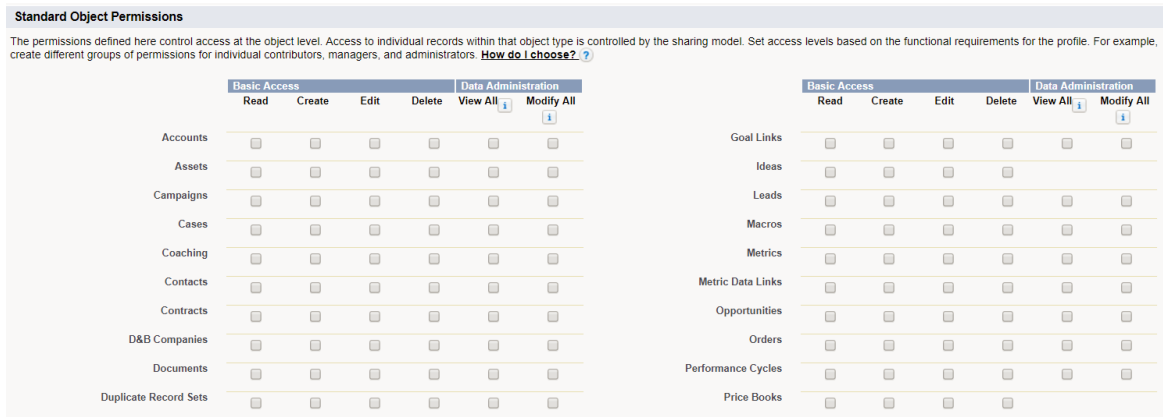 Standard Object Permissions
The permissions defined here control access at the object level. Access to individual records within that object type is controlled by the sharing model. Set access levels based on the functional requirements for the profile. For example,
create different groups of permissions for individual contributors, managers, and administrators. How do I choose? ?
Basic Access Data Administration
Read Create Edit Delete View All i Modify All i
Accounts
Assets
Campaigns
Cases
Coaching
Contacts
Contracts
D&B Companies
Documents
Duplicate Record Sets
Basic Access Data Administration
Read Create Edit Delete View All i Modify All i
Goal Links
Ideas
Leads
Macros
Metrics
Metric Data Links
Opportunities
Orders
Performance Cycles
Price Books